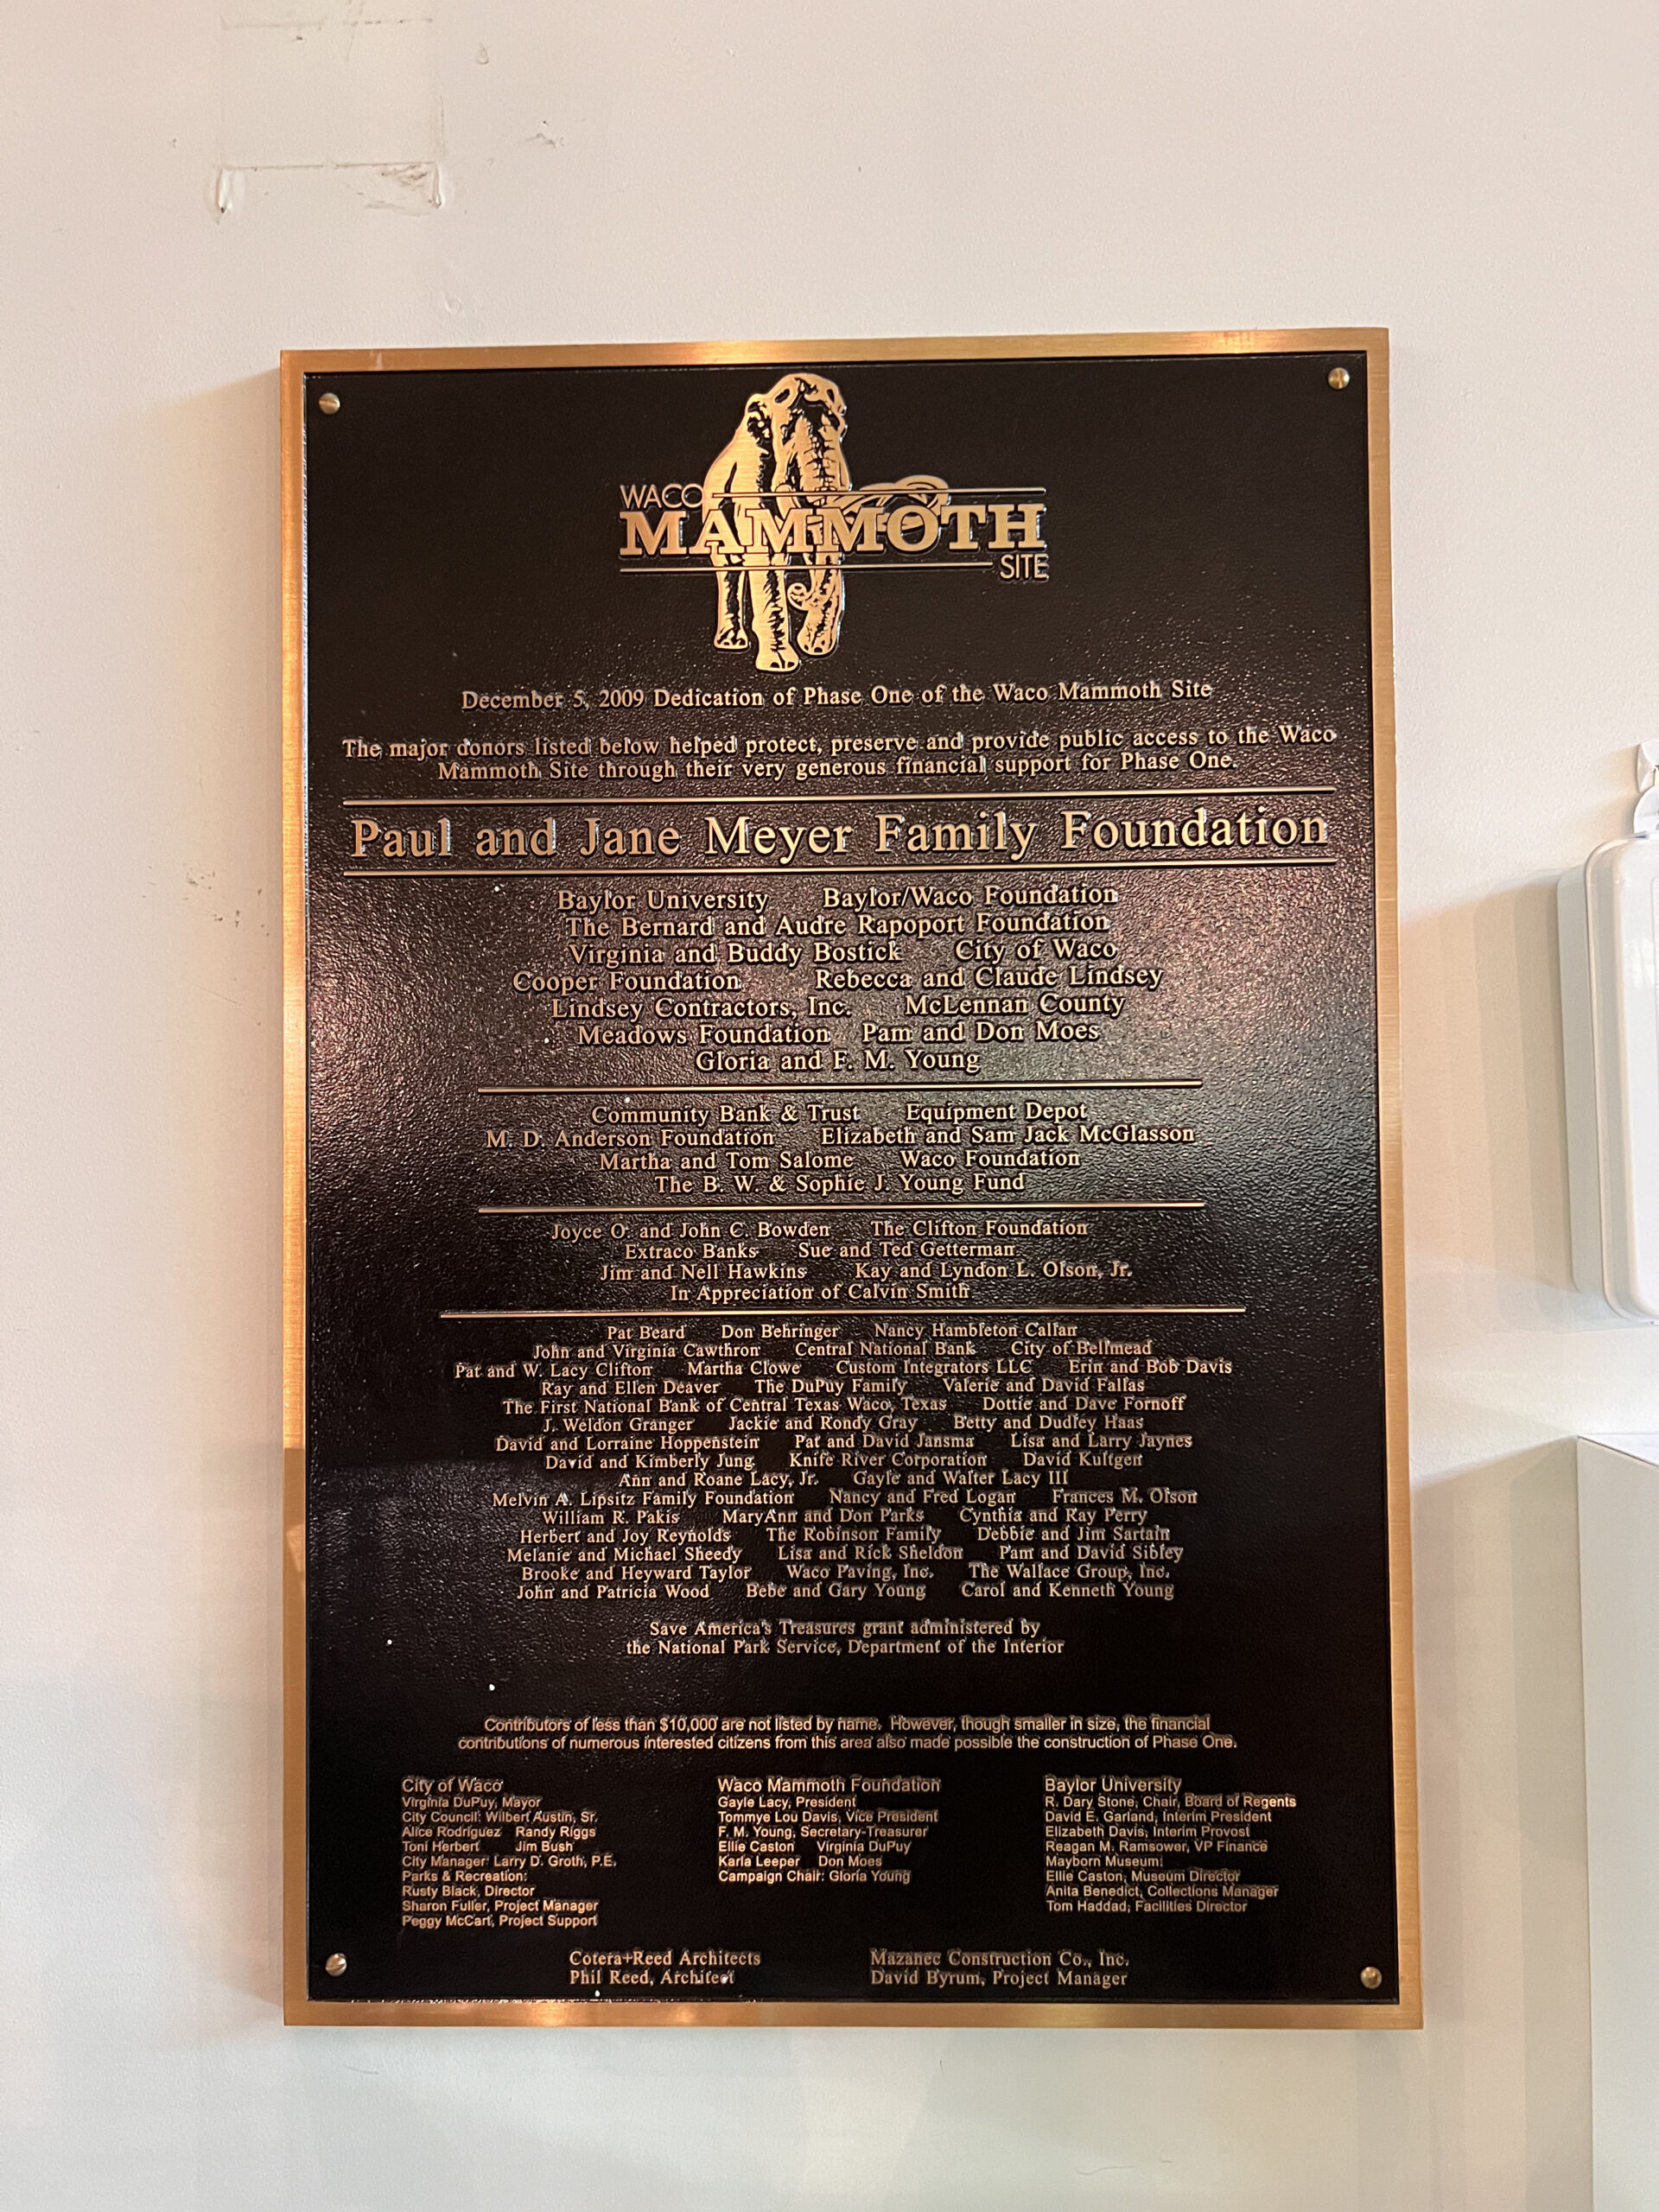 WACO
MAMMOTH
SITE
December 5, 2009 Dedication of Phase One of the Waco Mammoth Site
The major donors listed below helped protect, preserve and provide public access to the Waco
Mammoth Site through their very generous financial support for Phase One.
Paul and Jane Meyer Family Foundation
Baylor University Baylor/Waco Foundation
The Bernard and Audre Rapoport Foundation
Virginia and Buddy Bostick City of Waco
Cooper Foundation Rebecca and Claude Lindsey
Lindsey Contractors, Inc. McLennan County
Meadows Foundation Pam and Don Moes
Gloria and F. M. Young
Community Bank & Trust Equipment Depot
M. D. Anderson Foundation Elizabeth and Sam Jack McGlasson
Martha and Tom Salome Waco Foundation
The B. W. & Sophie J. Young Fund
Joyce O. and John C. Bowden The Clifton Foundation
Extraco Banks Sue and Ted Getterman
Jim and Nell Hawkins Kay and Lyndon L. Olson, Jr.
In Appreciation of Calvin Smith
Pat Beard Don Behringer Nancy Hambleton Callan
John and Virginia Cawthron Central National Bank City of Bellmead
Pat and W. Lacy Clifton Martha Clowe Custom Integrators LLC Erin and Bob Davis
Ray and Ellen Deaver The DuPuy Family Valerie and David Fallas
The First National Bank of Central Texas Waco, Texas Dottie and Dave Fornoff
J. Weldon Granger Jackie and Rondy Gray Betty and Dudley Haas
David and Lorraine Hoppenstein Pat and David Jansma Lisa and Larry Jaynes
David and Kimberly Jung Knife River Corporation David Kultgen
Ann and Roane Lacy, Jr. Gayle and Walter Lacy III
Melvin A. Lipsitz Family Foundation Nancy and Fred Logan Frances M. Olson
William R. Pakis MaryAnn and Don Parks Cynthia and Ray Perry
Herbert and Joy Reynolds The Robinson Family Debbie and Jim Sartain
Melanie and Michael Sheedy Lisa and Rick Sheldon Pam and David Sibley
Brooke and Heyward Taylor Waco Paving, Inc. The Wallace Group, Inc.
John and Patricia Wood Bebe and Gary Young Carol and Kenneth Young
Save America's Treasures grant administered by
the National Park Service, Department of the Interior
Contributors of less than $10,000 are not listed by name. However, though smaller in size, the financial
contributions of numerous interested citizens from this area also made possible the construction of Phase One.
City of Waco
Virginia DuPuy, Mayor
City Council: Wilbert Austin, Sr.
Alice Rodriguez Randy Riggs
Toni Herbert Jim Bush
City Manager: Larry D. Groth, P.E.
Parks & Recreation:
Rusty Black, Director
Sharon Fuller, Project Manager
Peggy McCart, Project Support
Waco Mammoth Foundation
Gayle Lacy, President
Tommye Lou Davis, Vice President
F. M. Young, Secretary-Treasurer
Ellie Caston Virginia DuPuy
Karla Leeper Don Moes
Campaign Chair: Gloria Young
Baylor University
R. Dary Stone, Chair, Board of Regents
David E. Garland, Interim President
Elizabeth Davis, Interim Provost
Reagan M. Ramsower, VP Finance
Mayborn Museum:
Ellie Caston, Museum Director
Anita Benedict, Collections Manager
Tom Haddad, Facilities Director
Cotera+Reed Architects
Phil Reed, Architect
Mazanec Construction Co., Inc.
David Byrum, Project Manager